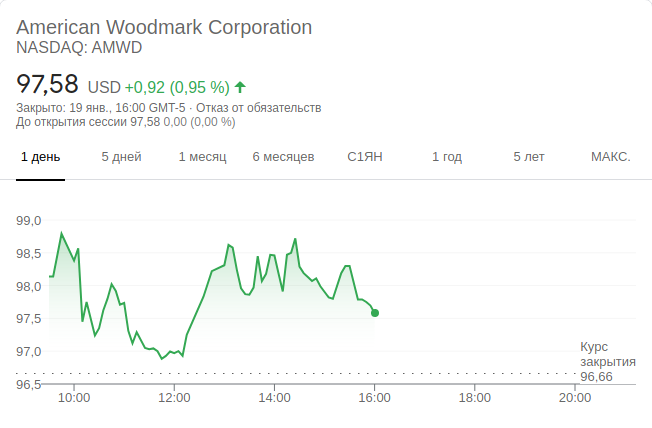 American Woodmark Corporation
NASDAQ: AMWD
97,58 USD +0,92 (0,95 %)
Закрыто: 19 янв., 16:00 GMT-5 · Отказ от обязательств
До открытия сессии 97,58 0,00 (0,00 %)
1 день 5 дней 1 месяц 6 месяцев С1ЯН 1 год 5 лет МАКС.
99,0
98,5
98,0
97,5
97,0
96,5
Курс
закрытия
96,66
10:00 12:00 14:00 16:00 18:00 20:00